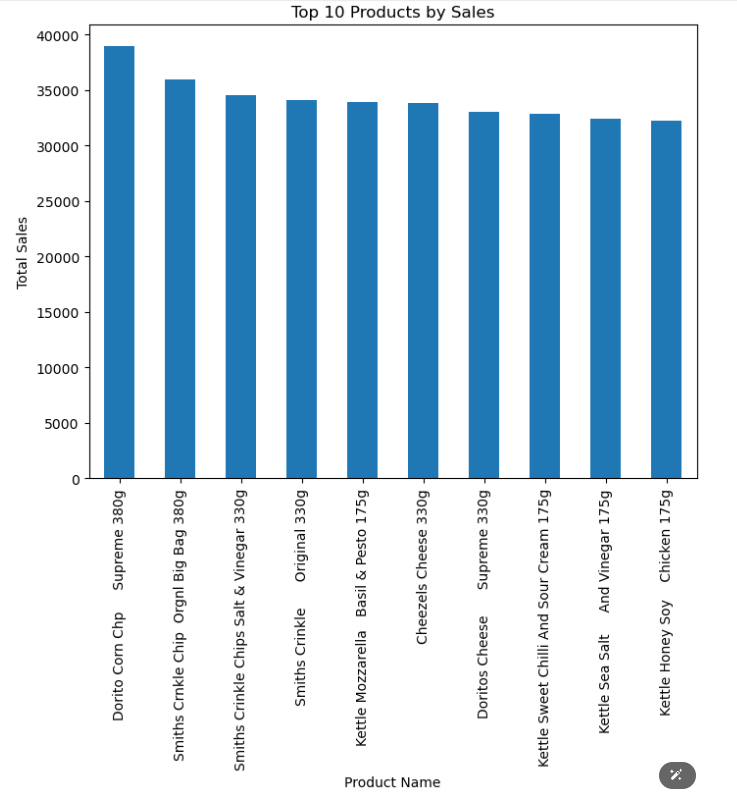 Top 10 Products by Sales
Total Sales
40000
35000
30000
25000
20000
15000
10000
5000
0
Dorito Corn Chp     Supreme 380g
Smiths Crnkle Chip  Orgnl Big Bag 380g
Smiths Crinkle Chips Salt & Vinegar 330g
Smiths Crinkle      Original 330g
Kettle Mozzarella   Basil & Pesto 175g
Cheezels Cheese 330g
Doritos Cheese      Supreme 330g
Kettle Sweet Chilli And Sour Cream 175g
Kettle Sea Salt     And Vinegar 175g
Kettle Honey Soy    Chicken 175g
Product Name